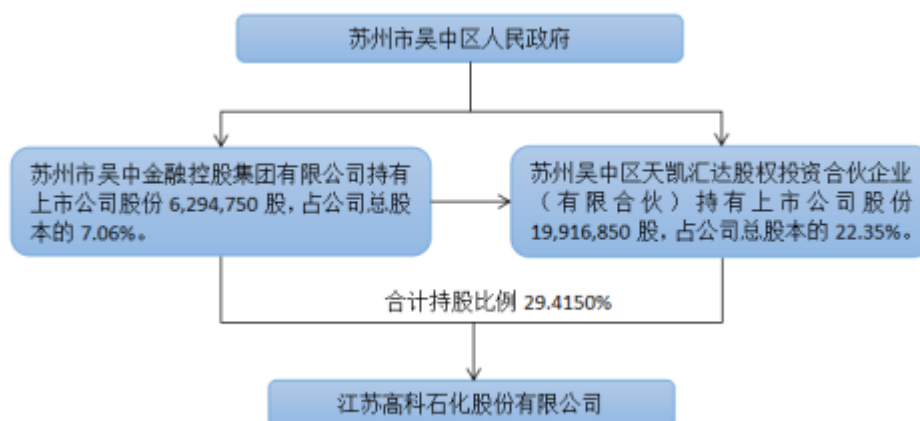 苏州市吴中区人民政府
苏州市吴中金融控股集团有限公司持有
上市公司股份 6,294,750 股，占公司总股
本的 7.06%。
苏州吴中区天凯汇达股权投资合伙企业
（有限合伙）持有上市公司股份
19,916,850 股，占公司总股本的 22.35%。
合计持股比例 29.4150%
江苏高科石化股份有限公司